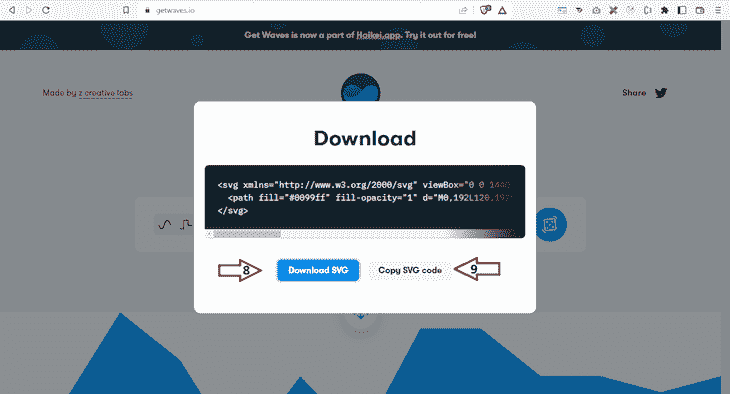 getwaves.io
Get Waves is now a part of Haikei app. Try it out for free!
Made by z creative labs
Share
Download
<svg xmlns="http://www.w3.org/2000/svg" viewBox="0 0 1440
<path fill="#0099ff" fill-opacity="1" d="M0,192L120,192
</svg>
8
Download SVG
Copy SVG code
9